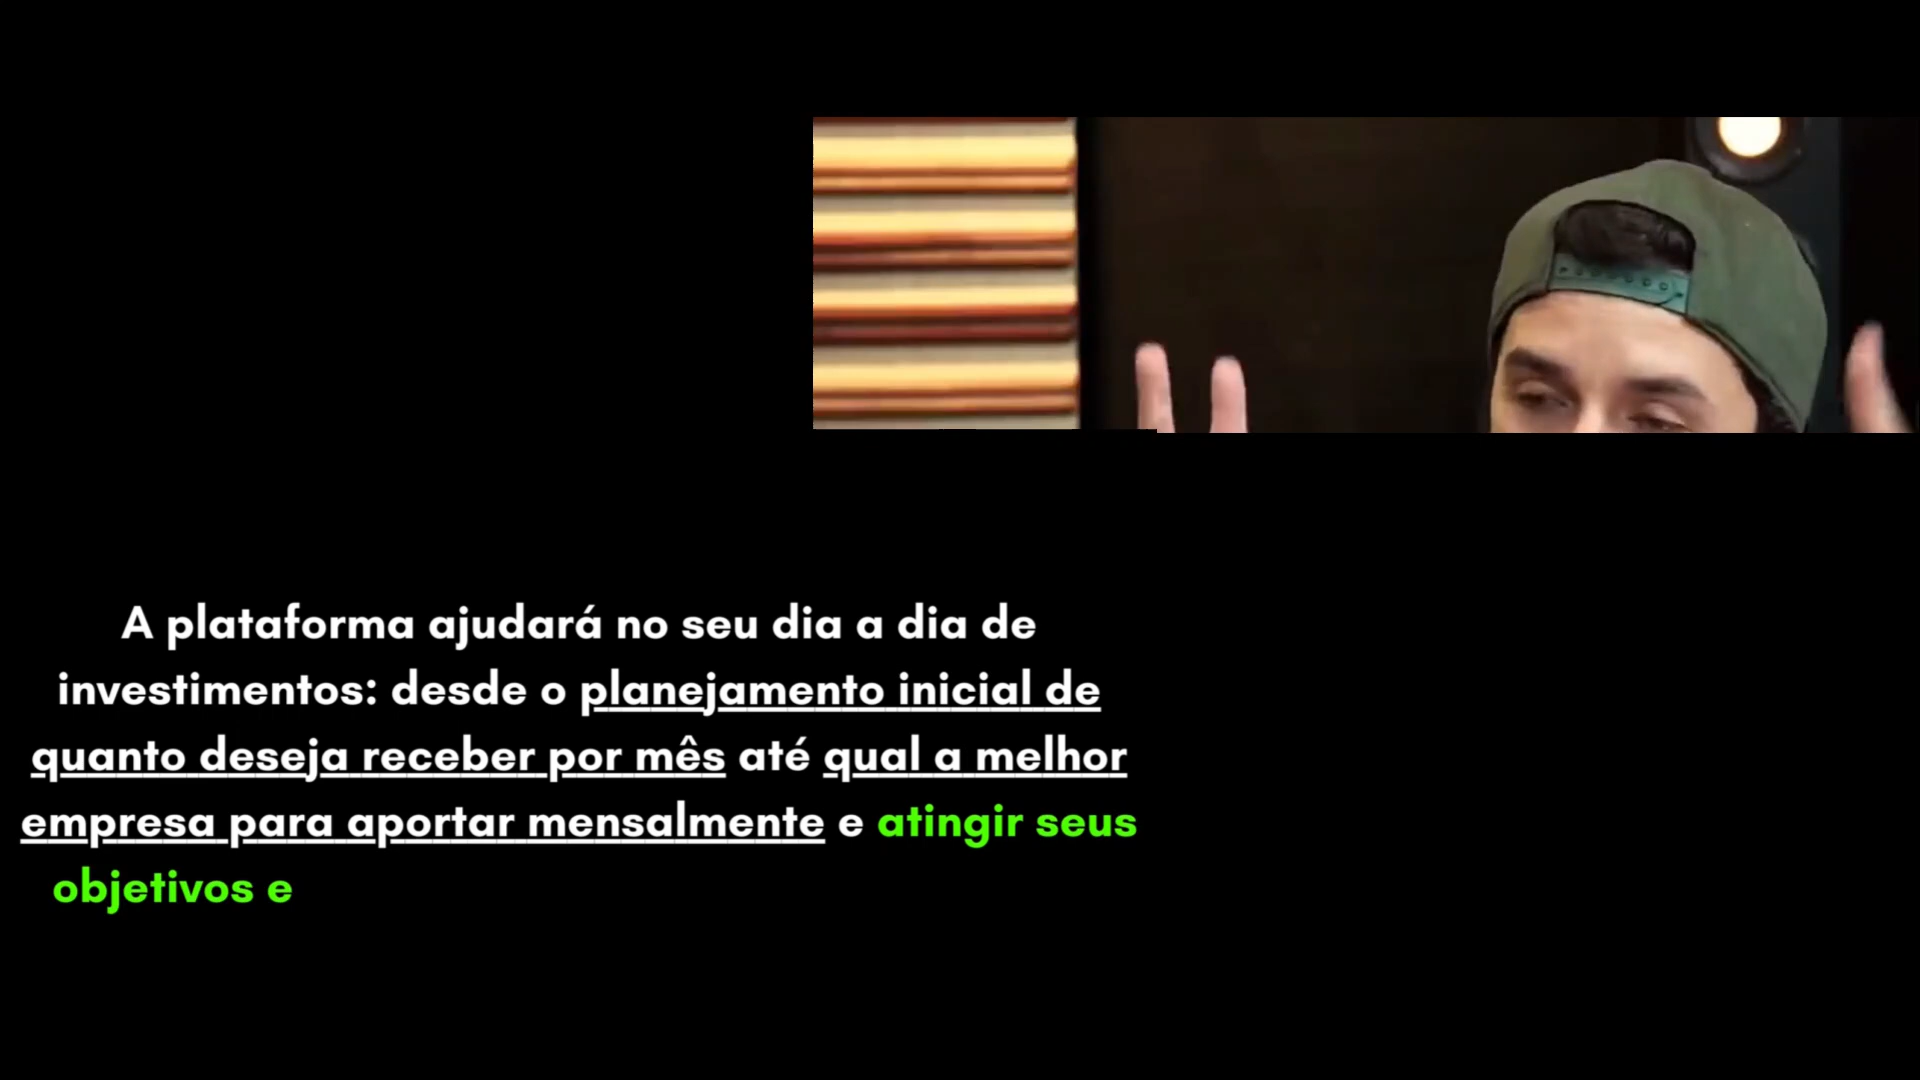 A plataforma ajudará no seu dia a dia de
investimentos: desde o planejamento inicial de
quanto deseja receber por mês até qual a melhor
empresa para aportar mensalmente e atingir seus
objetivos e